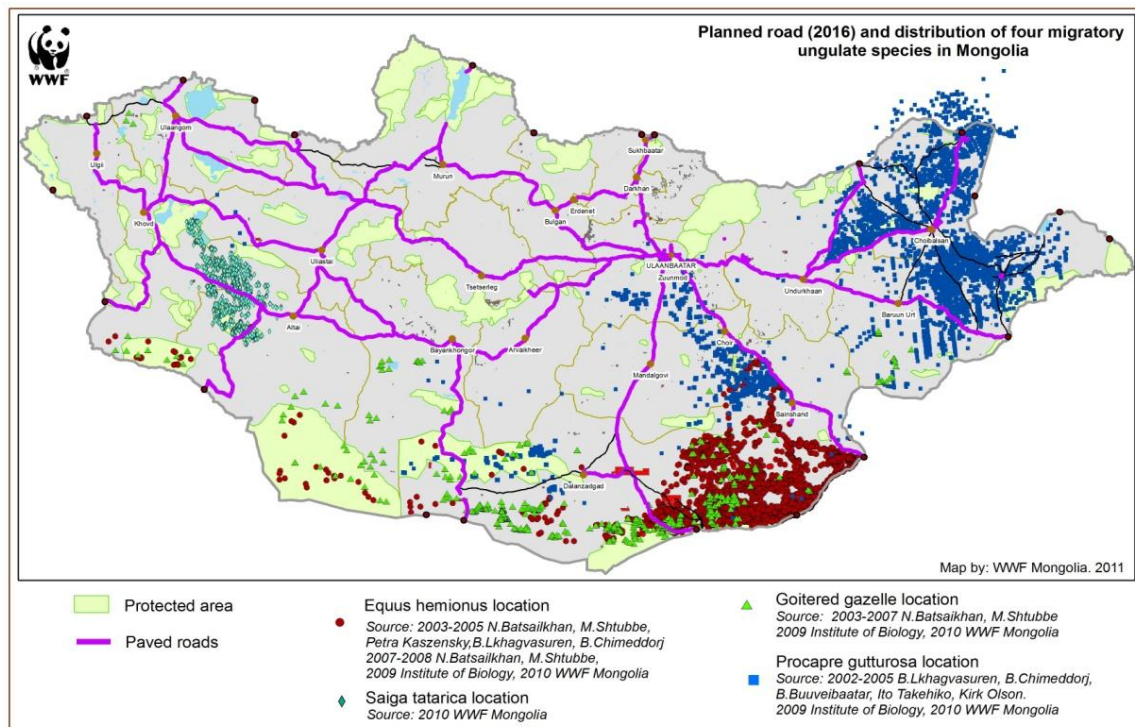 WWF
Planned road (2016) and distribution of four migratory
ungulate species in Mongolia
Ulaangom
Ulgii
Khovd
Murun
Sukhbaatar
Darkhan
Erdenet
Bulgan
Uliastai
Tsetserleg
ULAANBAATAR
Zuunmod
Undurkhaan
Choibalsan
Baruun Urt
Altai
Bayankhongor
Arvaikheer
Choir
Mandalgovi
Sainshand
Dalanzadgad
Map by: WWF Mongolia. 2011
Protected area
Paved roads
Equus hemionus location
Source: 2003-2005 N.Batsaikhan, M.Shtubbe,
Petra Kaszensky,B.Lkhagvasuren, B.Chimeddorj
2007-2008 N.Batsailkhan, M.Shtubbe,
2009 Institute of Biology, 2010 WWF Mongolia
Saiga tatarica location
Source: 2010 WWF Mongolia
Goitered gazelle location
Source: 2003-2007 N.Batsaikhan, M.Shtubbe
2009 Institute of Biology, 2010 WWF Mongolia
Procapre gutturosa location
Source: 2002-2005 B.Lkhagvasuren, B.Chimeddorj,
B.Buuveibaatar, Ito Takehiko, Kirk Olson.
2009 Institute of Biology, 2010 WWF Mongolia